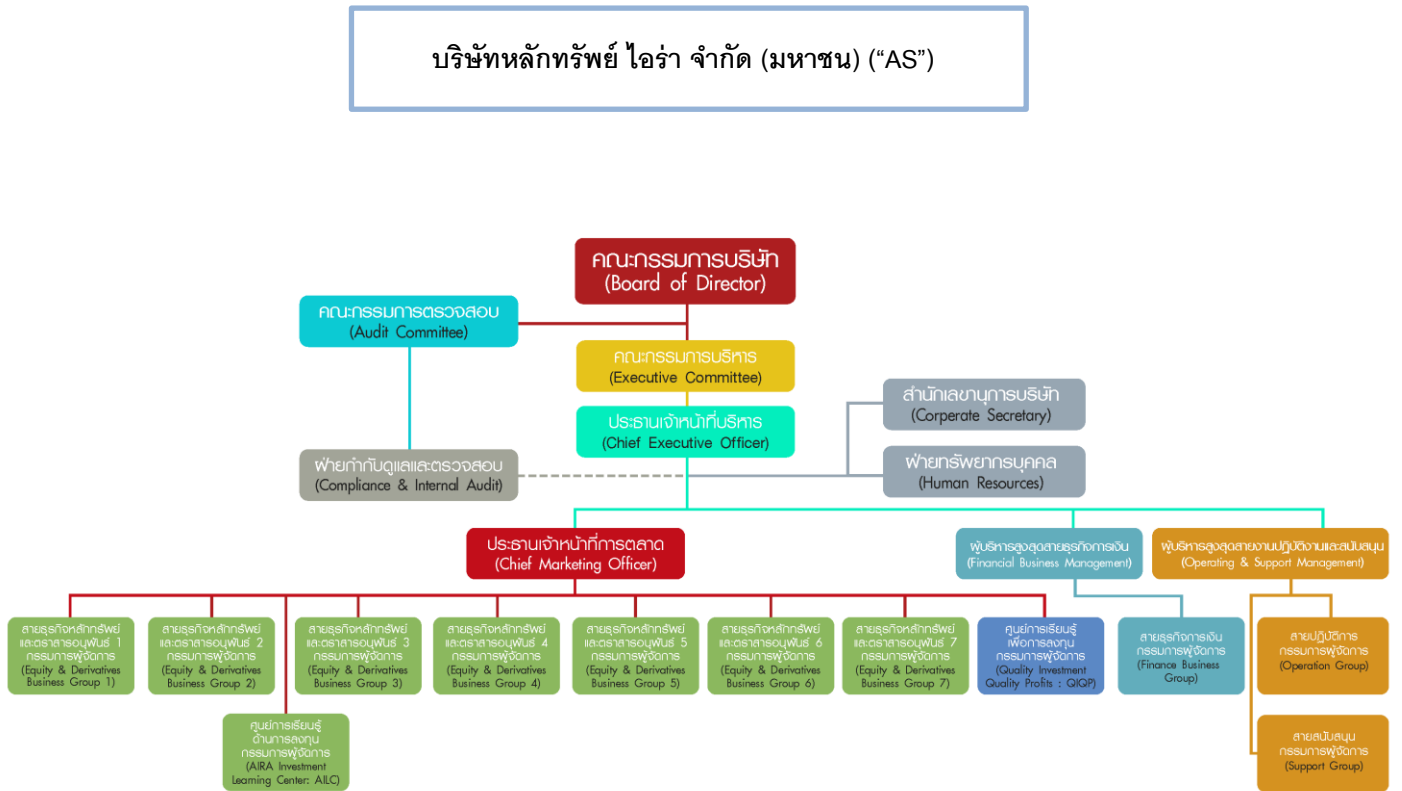 บริษัทหลักทรัพย์ ไอร่า จำกัด (มหาชน) (“AS”)
คณะกรรมการบริษัท
(Board of Director)
คณะกรรมการตรวจสอบ
(Audit Committee)
คณะกรรมการบริหาร
(Executive Committee)
สำนักเลขานุการบริษัท
(Corperate Secretary)
ประธานเจ้าหน้าที่บริหาร
(Chief Executive Officer)
ฝ่ายกำกับดูแลและตรวจสอบ
(Compliance & Internal Audit)
ฝ่ายทรัพยากรบุคคล
(Human Resources)
ประธานเจ้าหน้าที่การตลาด
(Chief Marketing Officer)
ผู้บริหารสูงสุดสายธุรกิจการเงิน
(Financial Business Management)
ผู้บริหารสูงสุดสายงานปฏิบัติงานและสนับสนุน
(Operating & Support Management)
สายธุรกิจหลักทรัพย์
และตราสารอนุพันธ์ 1
กรรมการผู้จัดการ
(Equity & Derivatives
Business Group 1)
สายธุรกิจหลักทรัพย์
และตราสารอนุพันธ์ 2
กรรมการผู้จัดการ
(Equity & Derivatives
Business Group 2)
สายธุรกิจหลักทรัพย์
และตราสารอนุพันธ์ 3
กรรมการผู้จัดการ
(Equity & Derivatives
Business Group 3)
สายธุรกิจหลักทรัพย์
และตราสารอนุพันธ์ 4
กรรมการผู้จัดการ
(Equity & Derivatives
Business Group 4)
สายธุรกิจหลักทรัพย์
และตราสารอนุพันธ์ 5
กรรมการผู้จัดการ
(Equity & Derivatives
Business Group 5)
สายธุรกิจหลักทรัพย์
และตราสารอนุพันธ์ 6
กรรมการผู้จัดการ
(Equity & Derivatives
Business Group 6)
สายธุรกิจหลักทรัพย์
และตราสารอนุพันธ์ 7
กรรมการผู้จัดการ
(Equity & Derivatives
Business Group 7)
ศูนย์การเรียนรู้
เพื่อการลงทุน
กรรมการผู้จัดการ
(Quality Investment
Quality Profits : QIQP)
สายธุรกิจการเงิน
กรรมการผู้จัดการ
(Finance Business
Group)
สายปฏิบัติการ
กรรมการผู้จัดการ
(Operation Group)
ศูนย์การเรียนรู้
ด้านการลงทุน
กรรมการผู้จัดการ
(AIRA Investment
Learning Center: AILC)
สายสนับสนุน
กรรมการผู้จัดการ
(Support Group)